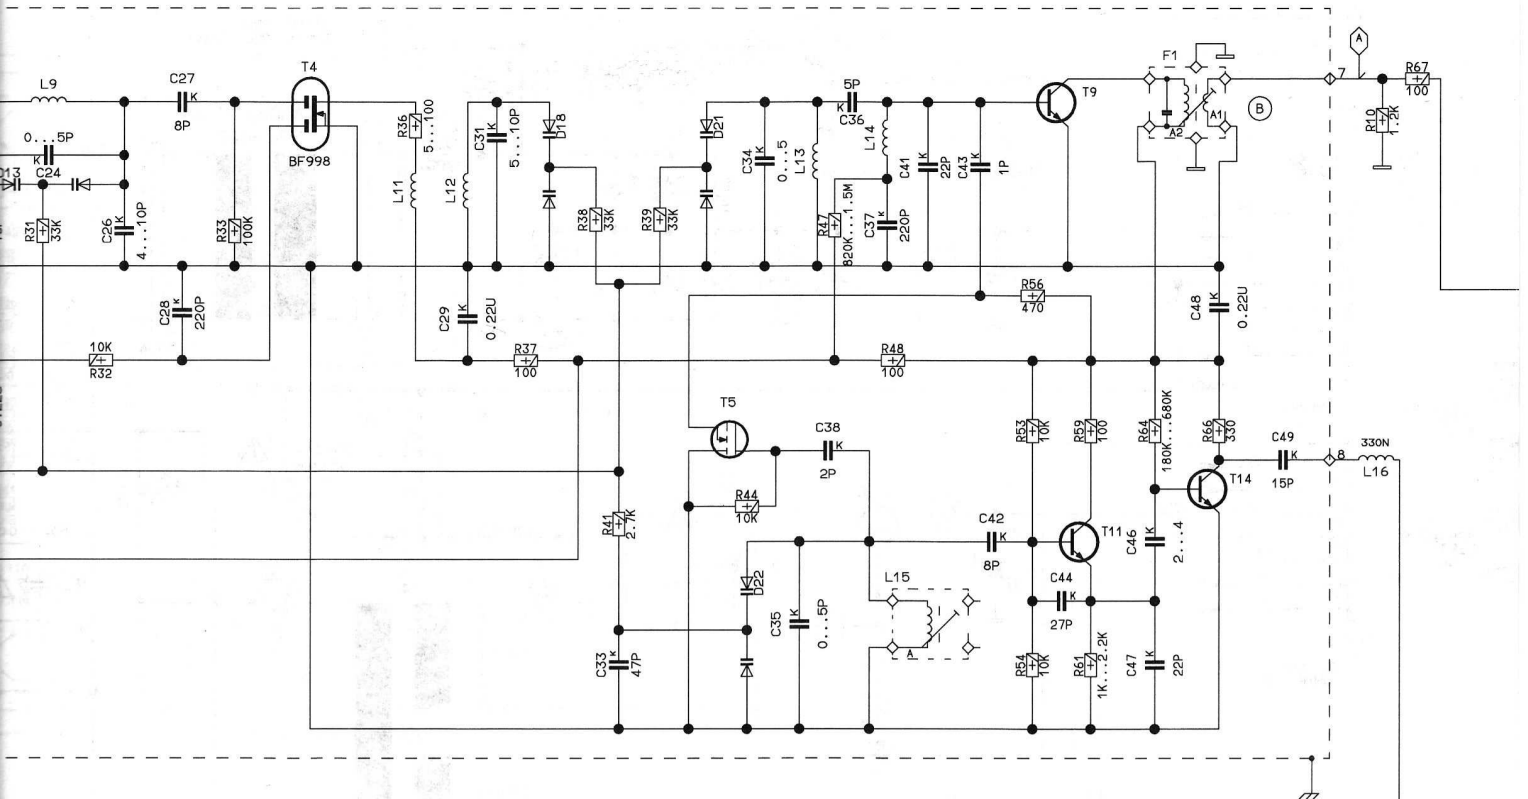 L9
C27
K
8P
T4
BF998
0...5P
K
C24
D13
R31
33K
C26
K
4...10P
R33
100K
C28
K
220P
10K
R32
R36
5...100
L11
L12
C31
K
5...10P
D18
R38
33K
R39
33K
D21
C34
K
0...5
L13
5P
K
C36
L14
R47
820K...1.5M
C37
K
220P
C41
K
22P
C43
K
1P
T9
F1
A2
A1
B
A
7
R67
100
R10
1.2K
C29
K
0.22U
R37
100
R48
100
R56
470
C48
K
0.22U
T5
C38
K
2P
R44
10K
R41
2.7K
C33
K
47P
D22
C35
K
0...5P
L15
A
C42
K
8P
R53
10K
R59
100
R64
180K...680K
R66
330
T11
C44
K
27P
R54
10K
R61
1K...2.2K
C46
K
2...4
C47
K
22P
T14
C49
K
15P
8
330N
L16